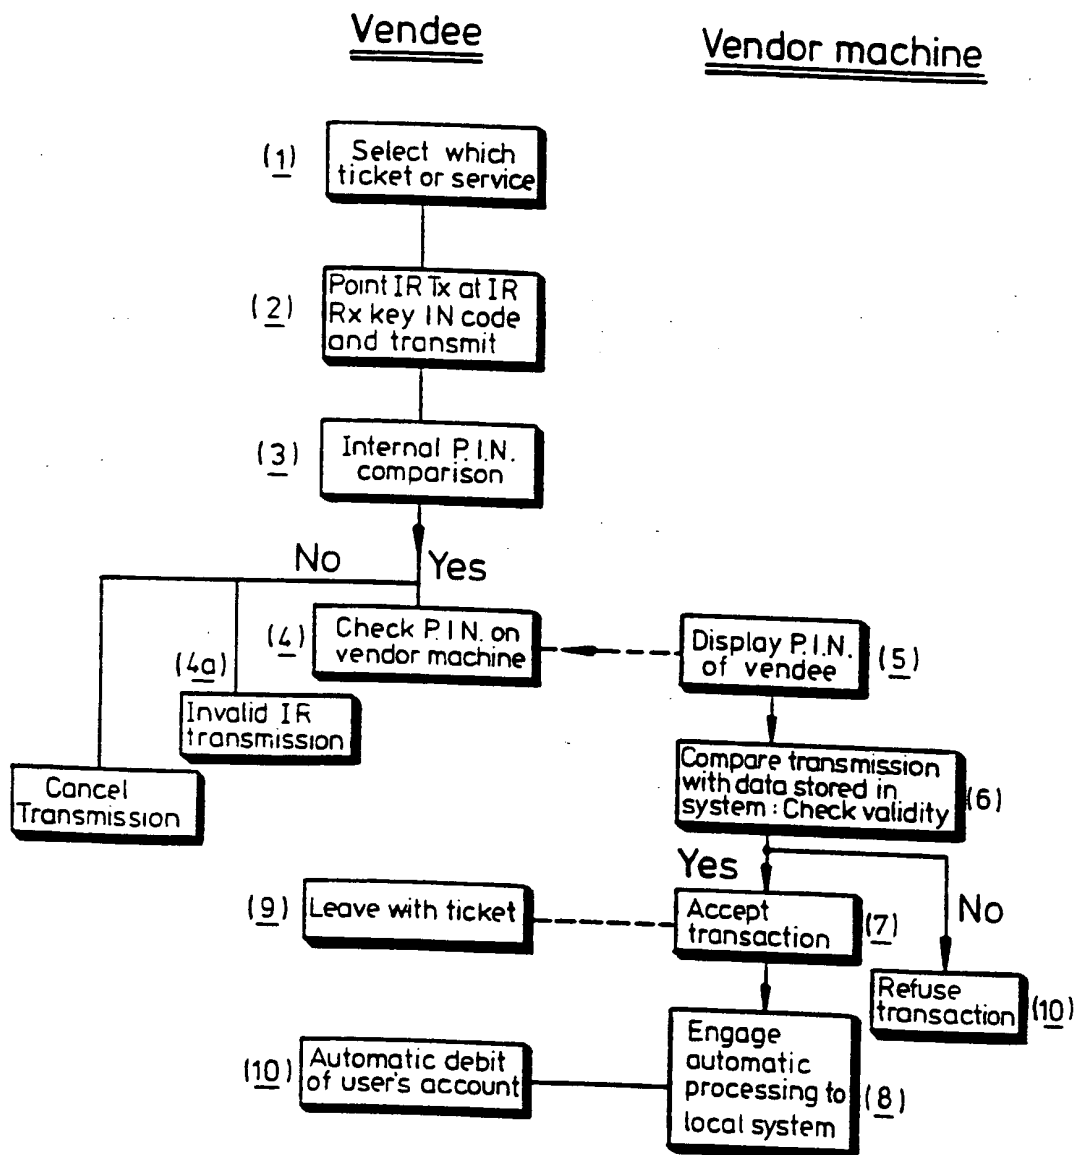 Vendee
Vendor machine
(1)
Select which
ticket or service
(2)
Point IR Tx at IR
Rx key IN code
and transmit
(3)
Internal P.I.N.
comparison
No
Yes
(4)
Check P.I.N. on
vendor machine
Display P.I.N.
of vendee
(5)
(4a)
Invalid IR
transmission
Cancel
Transmission
Compare transmission
with data stored in
system : Check validity
(6)
Yes
No
(9)
Leave with ticket
Accept
transaction
(7)
Refuse
transaction
(10)
(10)
Automatic debit
of user's account
Engage
automatic
processing to
local system
(8)